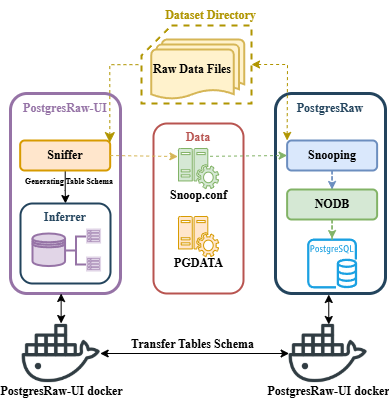 Dataset Directory
Raw Data Files
PostgresRaw-UI
Data
PostgresRaw
Sniffer
Snooping
Generating Table Schema
Snoop.conf
Inferrer
NODB
PGDATA
PostgreSQL
Transfer Tables Schema
PostgresRaw-UI docker
PostgresRaw-UI docker